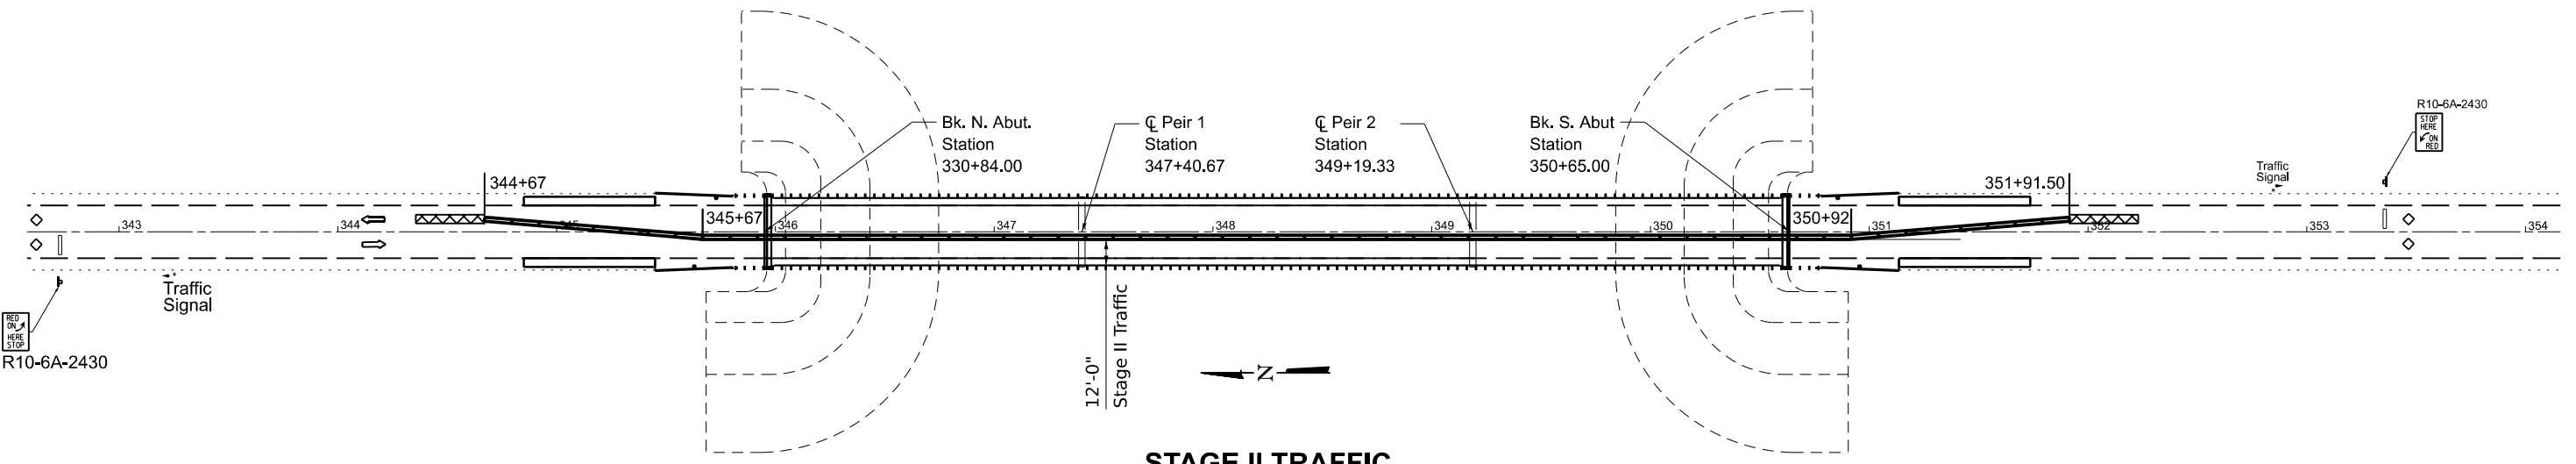 R10-6A-2430
STOP
HERE
ON
RED
Bk. N. Abut.
Station
330+84.00
℄ Peir 1
Station
347+40.67
℄ Peir 2
Station
349+19.33
Bk. S. Abut
Station
350+65.00
Traffic
Signal
344+67
351+91.50
345+67
350+92
343
344
345
346
347
348
349
350
351
352
353
354
Traffic
Signal
RED
ON
HERE
STOP
R10-6A-2430
12'-0"
Stage II Traffic
N
STAGE II TRAFFIC